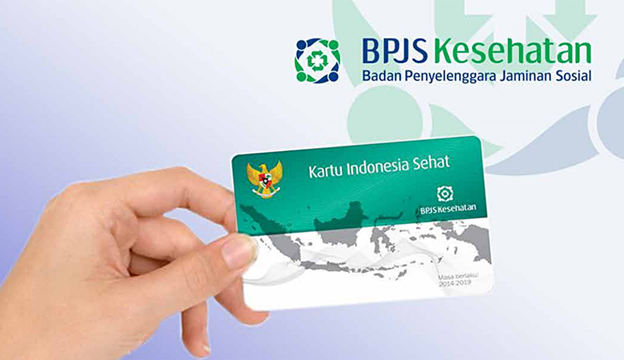 BPJS Kesehatan
Badan Penyelenggara Jaminan Sosial
Kartu Indonesia Sehat
BPJS Kesehatan
Masa berlaku:
2014-2019